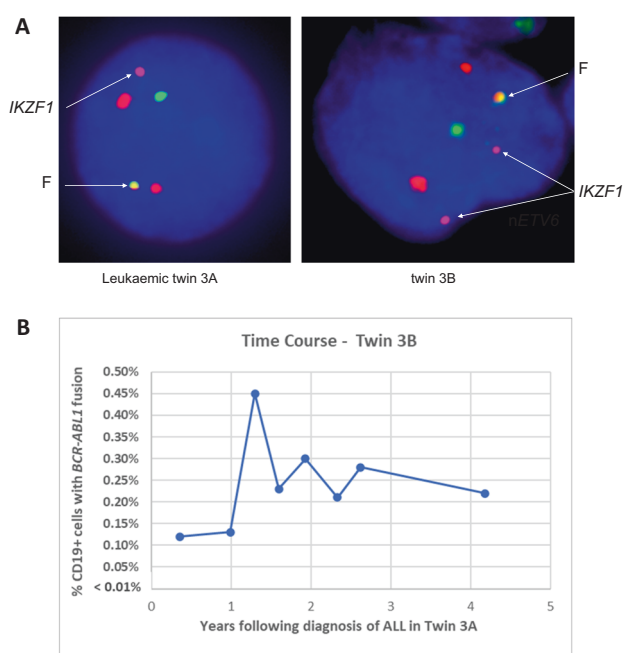 A
IKZF1
F
F
IKZF1
nETV6
Leukaemic twin 3A
twin 3B
B
Time Course - Twin 3B
% CD19+ cells with BCR-ABL1 fusion
0.50%
0.45%
0.40%
0.35%
0.30%
0.25%
0.20%
0.15%
0.10%
0.05%
< 0.01%
0 1 2 3 4 5
Years following diagnosis of ALL in Twin 3A